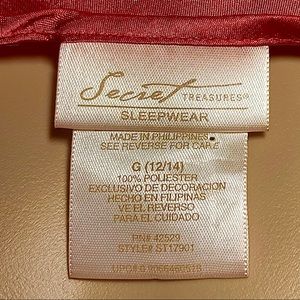 Secret TREASURES®
SLEEPWEAR
MADE IN PHILIPPINES
SEE REVERSE FOR CARE
G (12/14)
100% POLIESTER
EXCLUSIVO DE DECORACION
HECHO EN FILIPINAS
VE EL REVERSO
PARA EL CUIDADO
RN# 42529
STYLE# ST17901
UPC#